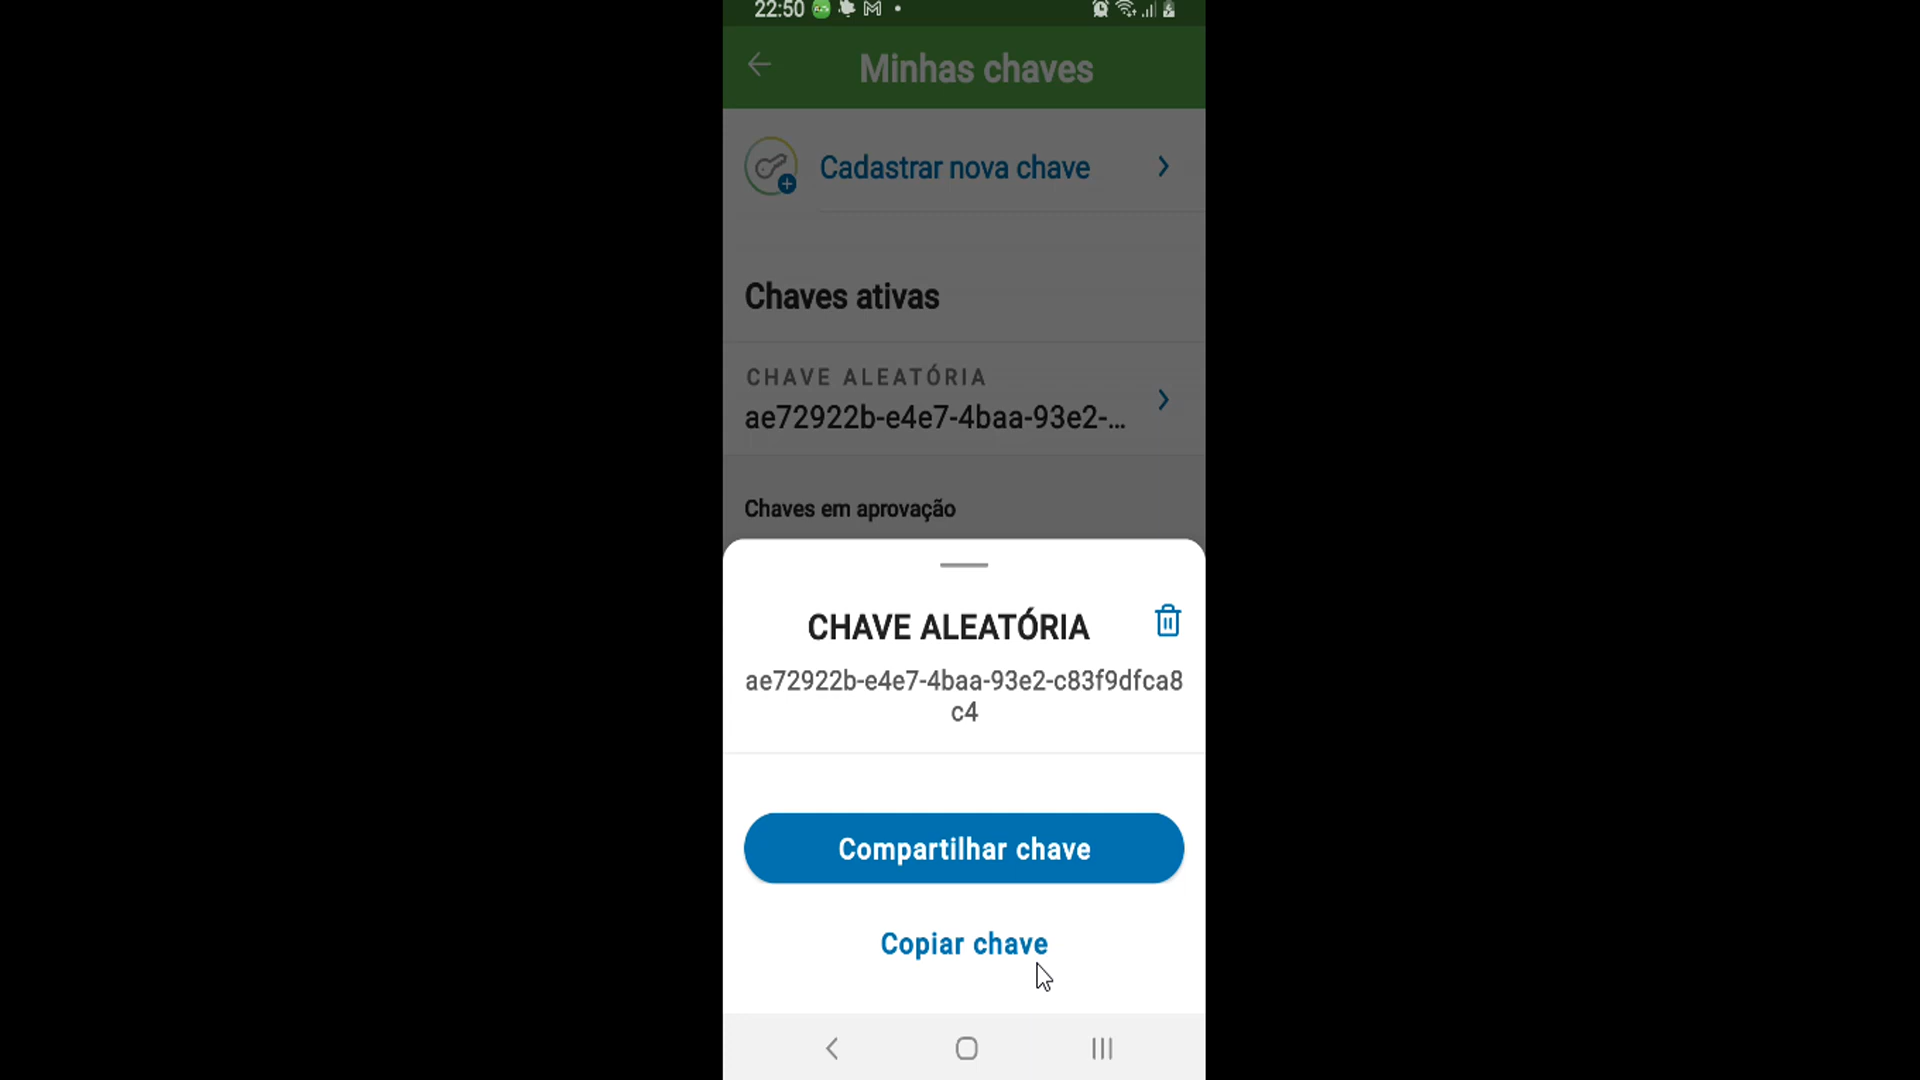 22:50
Minhas chaves
Cadastrar nova chave
Chaves ativas
CHAVE ALEATÓRIA
ae72922b-e4e7-4baa-93e2-...
Chaves em aprovação
CHAVE ALEATÓRIA
ae72922b-e4e7-4baa-93e2-c83f9dfca8
c4
Compartilhar chave
Copiar chave